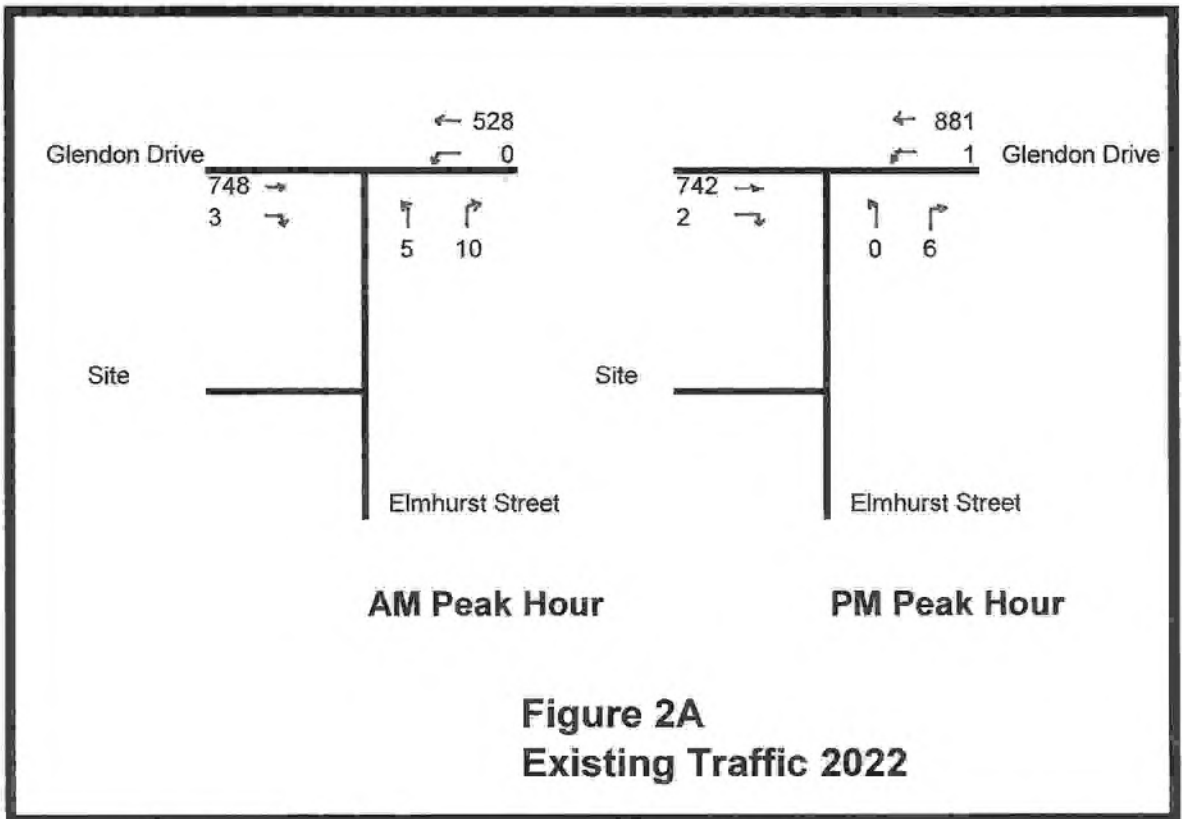 ← 528
881
Glendon Drive
0
1
Glendon Drive
748
742
3
2
5 10
0 6
Site
Site
Elmhurst Street
Elmhurst Street
AM Peak Hour
PM Peak Hour
Figure 2A
Existing Traffic 2022